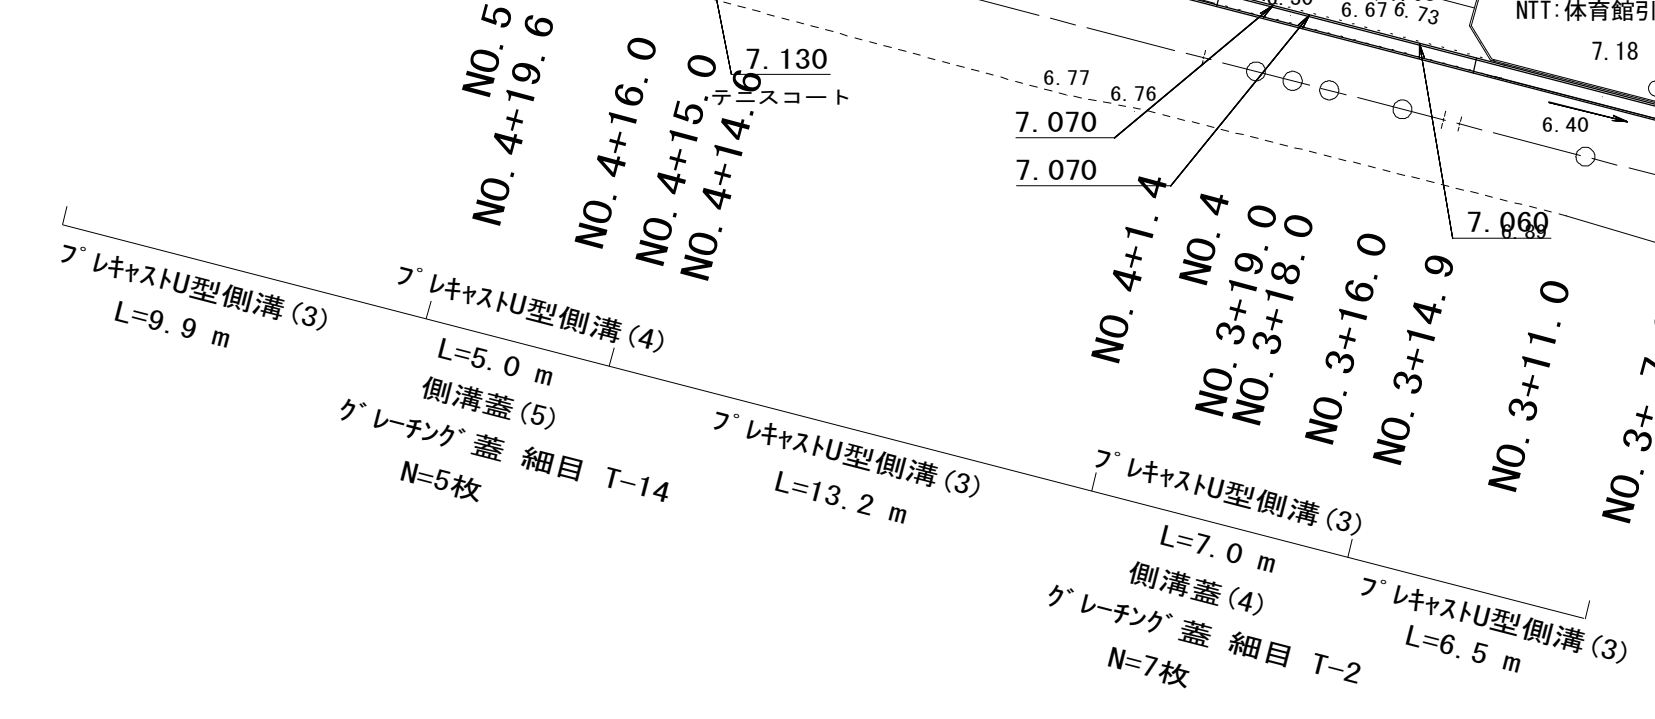 6.67
6.73
NTT:体育館引
7.18
7.130
テニスコート
6.77
6.76
7.070
7.070
6.40
7.060
6.89
NO.5
NO.4+19.6
NO.4+16.0
NO.4+15.0
NO.4+14.6
NO.4+1.4
NO.4
NO.3+19.0
NO.3+18.0
NO.3+16.0
NO.3+14.9
NO.3+11.0
NO.3+ 7.
プレキャストU型側溝(3)
L=9.9 m
プレキャストU型側溝(4)
L=5.0 m
側溝蓋(5)
グレーチング蓋 細目 T-14
N=5枚
プレキャストU型側溝(3)
L=13.2 m
プレキャストU型側溝(3)
L=7.0 m
側溝蓋(4)
グレーチング蓋 細目 T-2
N=7枚
プレキャストU型側溝(3)
L=6.5 m